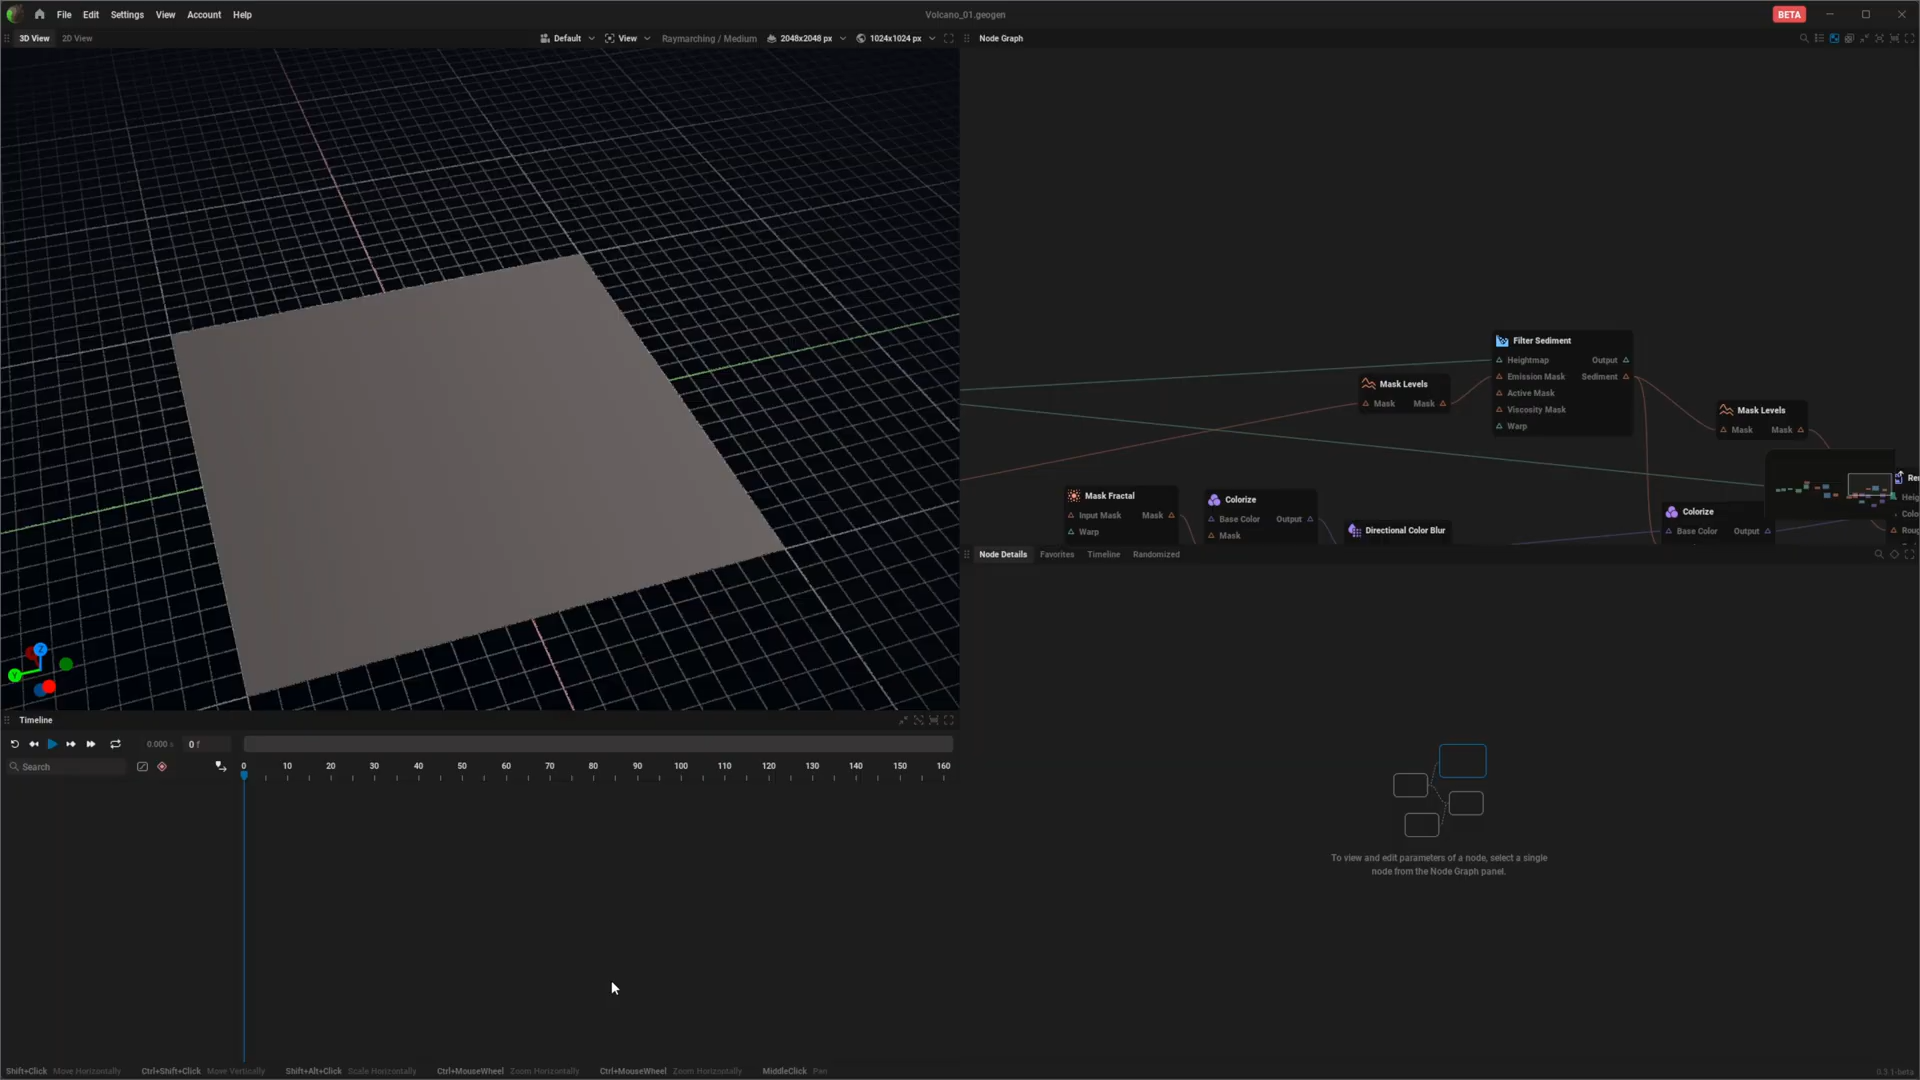 File Edit Settings View Account Help Volcano_01.geogen BETA
3D View 2D View Default View Raymarching / Medium 2048x2048 px 1024x1024 px Node Graph
Filter Sediment
Heightmap Output
Emission Mask Sediment
Active Mask
Viscosity Mask
Warp
Mask Levels
Mask Mask
Mask Levels
Mask Mask
Mask Fractal
Input Mask Mask
Warp
Colorize
Base Color Output
Mask
Directional Color Blur
Colorize
Base Color Output
Node Details Favorites Timeline Randomized
Z
Y
Timeline
0.000 s 0 f
Search 0 10 20 30 40 50 60 70 80 90 100 110 120 130 140 150 160
To view and edit parameters of a node, select a single
node from the Node Graph panel.
Shift+Click Move Horizontally Ctrl+Shift+Click Move Vertically Shift+Alt+Click Scale Horizontally Ctrl+MouseWheel Zoom Horizontally Ctrl+MouseWheel Zoom Horizontally MiddleClick Pan 0.3.1-beta